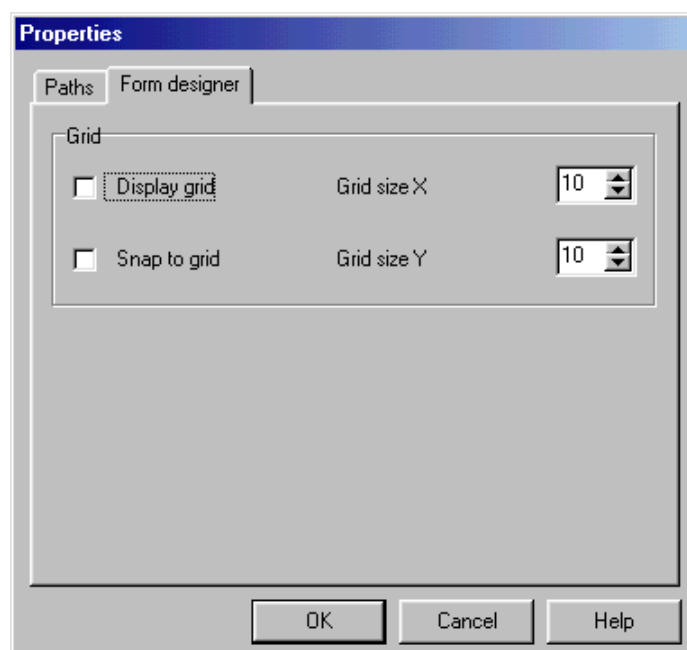 Properties
Paths Form designer
Grid
Display grid Grid size X 10
Snap to grid Grid size Y 10
OK Cancel Help